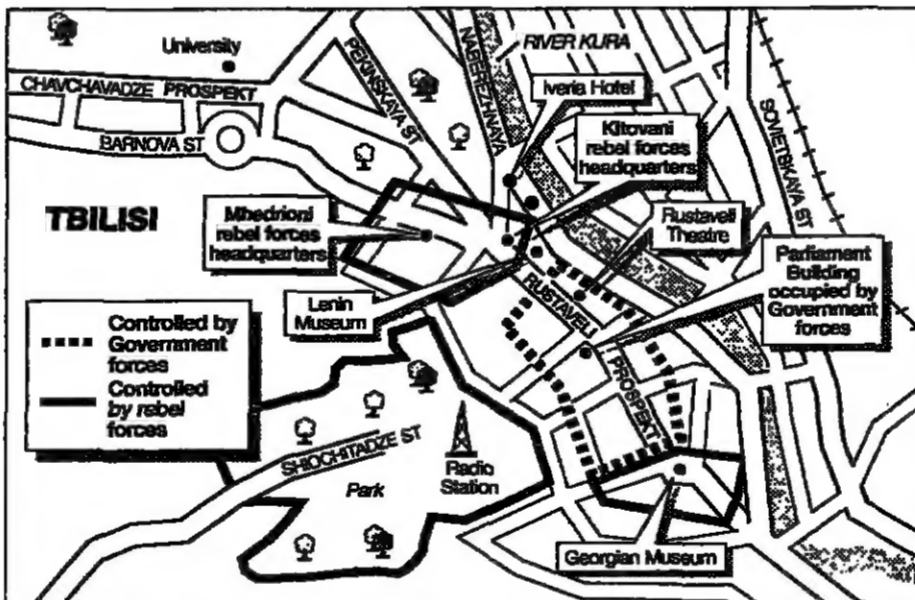 University
CHAVCHAVADZE PROSPEKT
BARNOVA ST
PEKINSKAYA ST
NABEREZHNAYA
RIVER KURA
Iveria Hotel
Kitovani
rebel forces
headquarters
SOVIETSKAYA ST
TBILISI
Mhedrioni
rebel forces
headquarters
Rustaveli
Theatre
Parliament
Building
occupied by
Government
forces
Lenin
Museum
RUSTAVELI
PROSPEKT
Controlled by
Government
forces
Controlled
by rebel
forces
SHIOCHITADZE ST
Park
Radio
Station
Georgian Museum